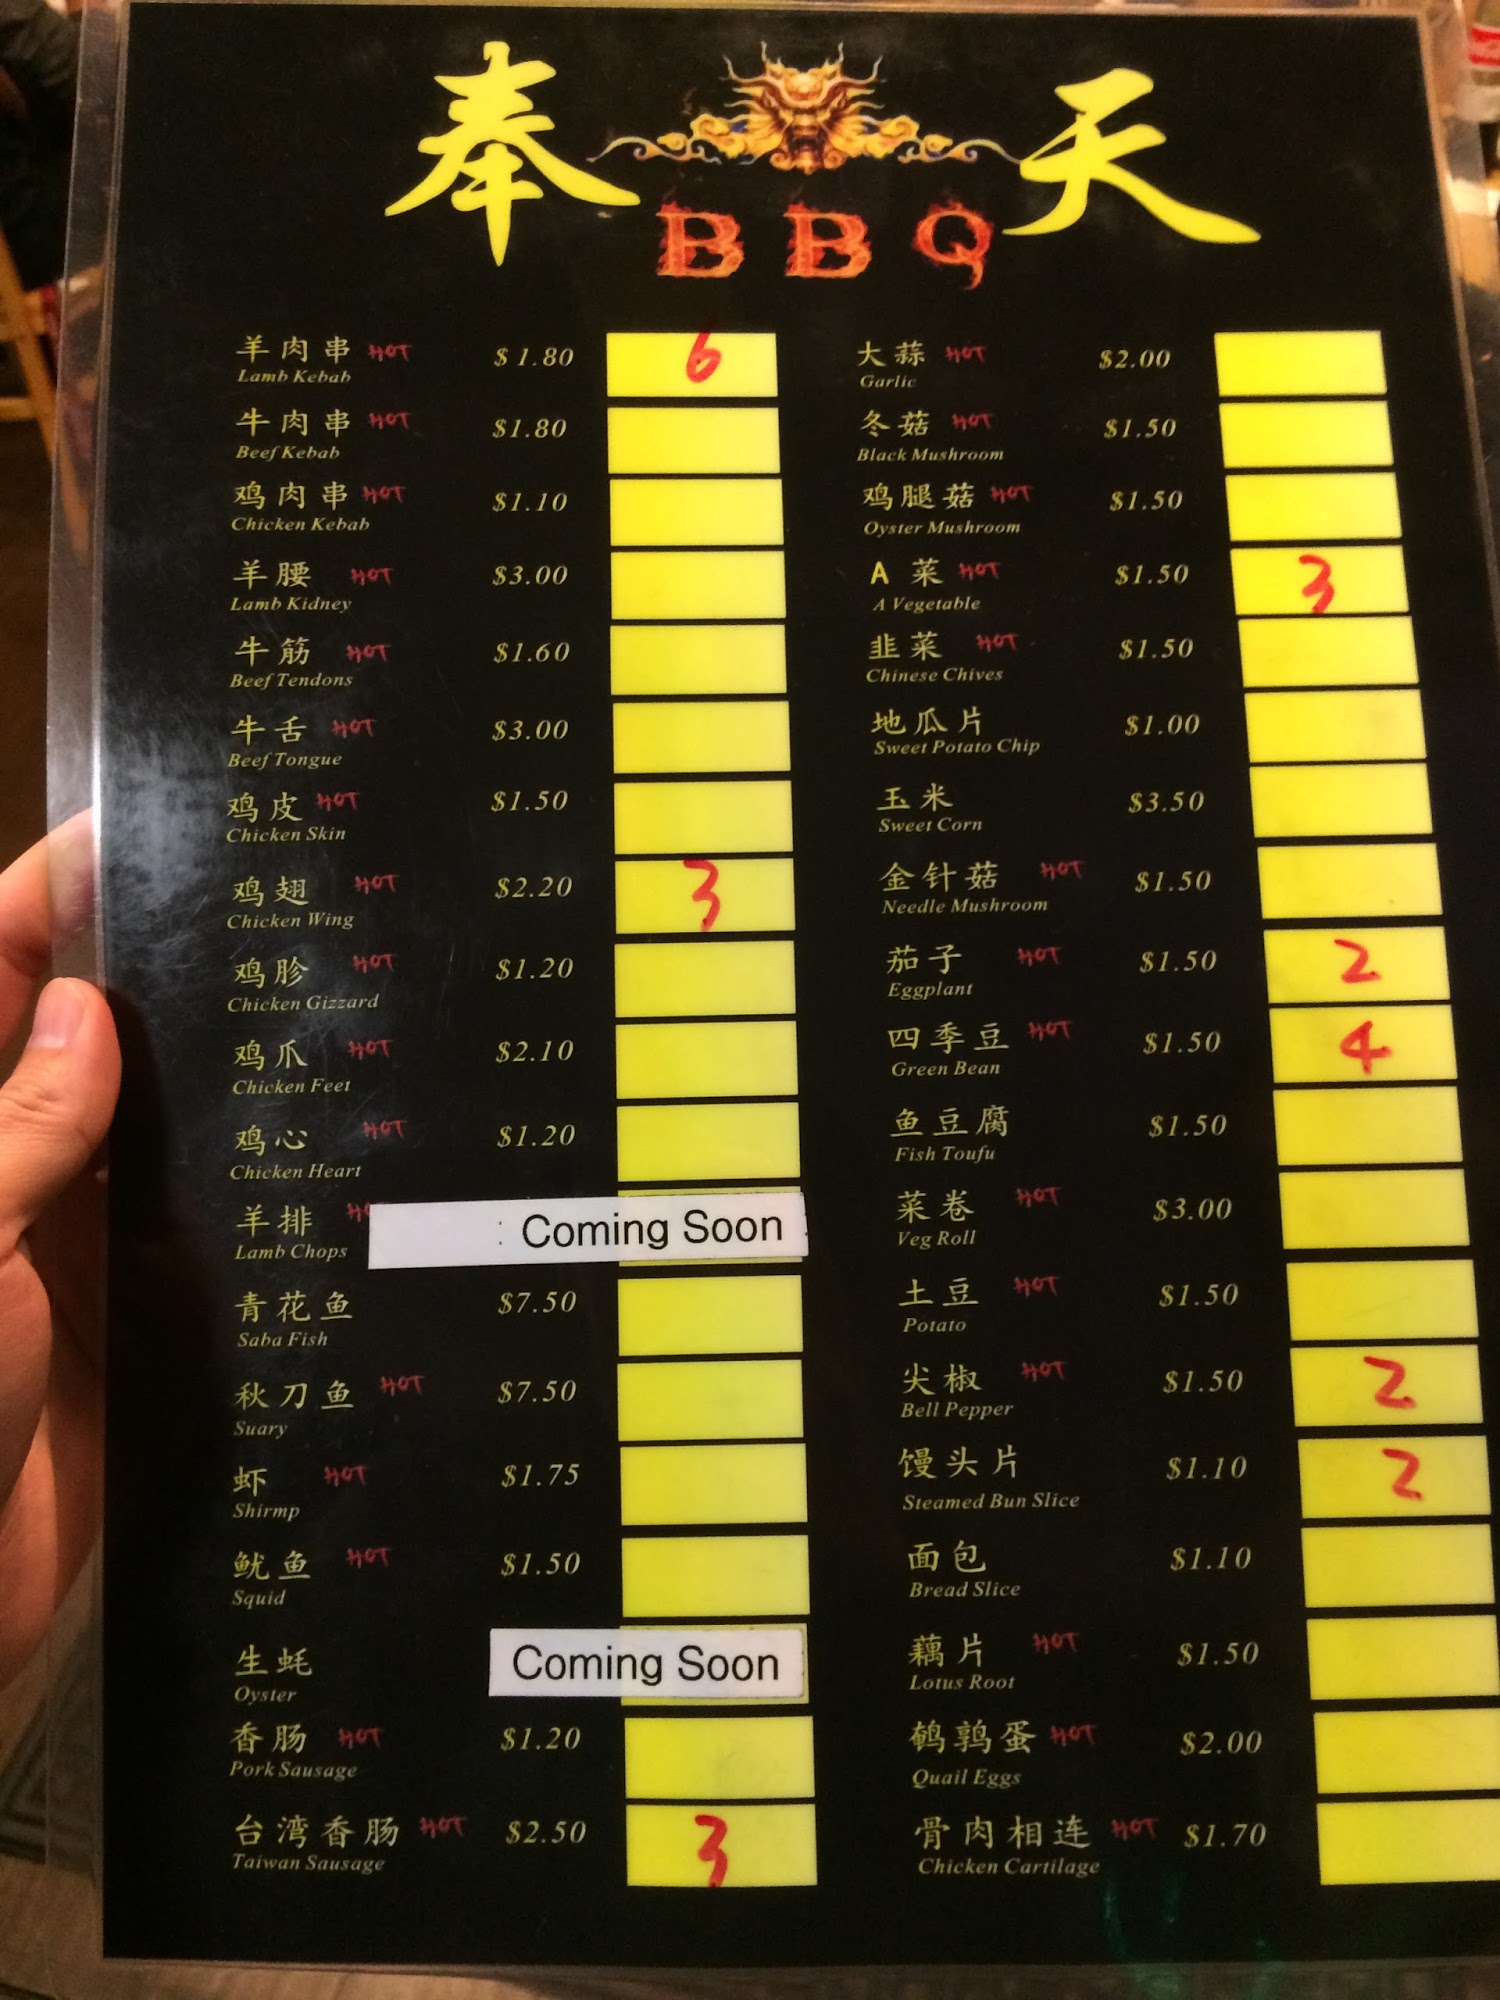 奉 天
BBQ
羊肉串 HOT $1.80 6
Lamb Kebab
牛肉串 HOT $1.80
Beef Kebab
鸡肉串 HOT $1.10
Chicken Kebab
羊腰 HOT $3.00
Lamb Kidney
牛筋 HOT $1.60
Beef Tendons
牛舌 HOT $3.00
Beef Tongue
鸡皮 HOT $1.50
Chicken Skin
鸡翅 HOT $2.20 3
Chicken Wing
鸡胗 HOT $1.20
Chicken Gizzard
鸡爪 HOT $2.10
Chicken Feet
鸡心 HOT $1.20
Chicken Heart
羊排 Coming Soon
Lamb Chops
青花鱼 $7.50
Saba Fish
秋刀鱼 HOT $7.50
Suary
虾 HOT $1.75
Shirmp
鱿鱼 HOT $1.50
Squid
生蚝 Coming Soon
Oyster
香肠 HOT $1.20
Pork Sausage
台湾香肠 HOT $2.50 3
Taiwan Sausage
大蒜 HOT $2.00
Garlic
冬菇 HOT $1.50
Black Mushroom
鸡腿菇 HOT $1.50
Oyster Mushroom
A 菜 HOT $1.50 3
A Vegetable
韭菜 HOT $1.50
Chinese Chives
地瓜片 $1.00
Sweet Potato Chip
玉米 $3.50
Sweet Corn
金针菇 HOT $1.50
Needle Mushroom
茄子 HOT $1.50 2
Eggplant
四季豆 HOT $1.50 4
Green Bean
鱼豆腐 $1.50
Fish Toufu
菜卷 HOT $3.00
Veg Roll
土豆 HOT $1.50
Potato
尖椒 HOT $1.50 2
Bell Pepper
馒头片 $1.10 2
Steamed Bun Slice
面包 $1.10
Bread Slice
藕片 HOT $1.50
Lotus Root
鹌鹑蛋 HOT $2.00
Quail Eggs
骨肉相连 HOT $1.70
Chicken Cartilage